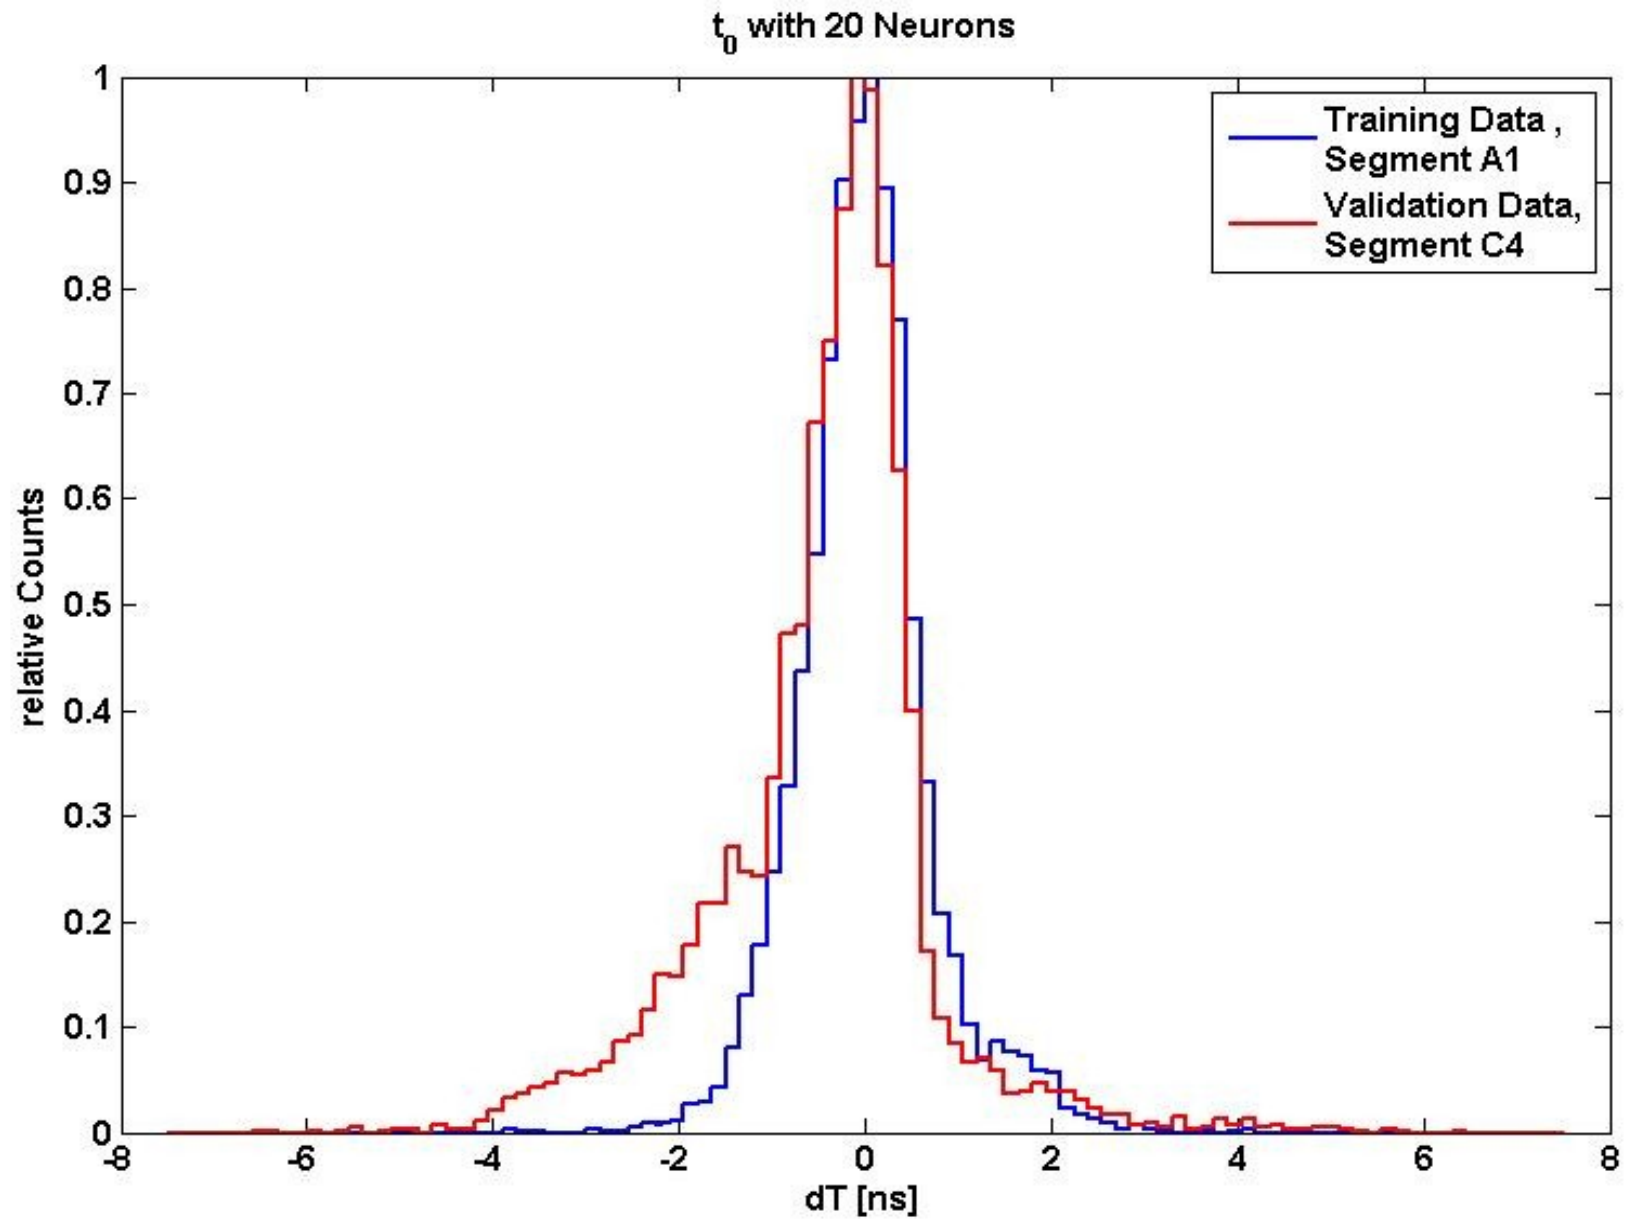 t0 with 20 Neurons
1
0.9
0.8
0.7
0.6
0.5
0.4
0.3
0.2
0.1
0
relative Counts
Training Data ,
Segment A1
Validation Data,
Segment C4
-8 -6 -4 -2 0 2 4 6 8
dT [ns]